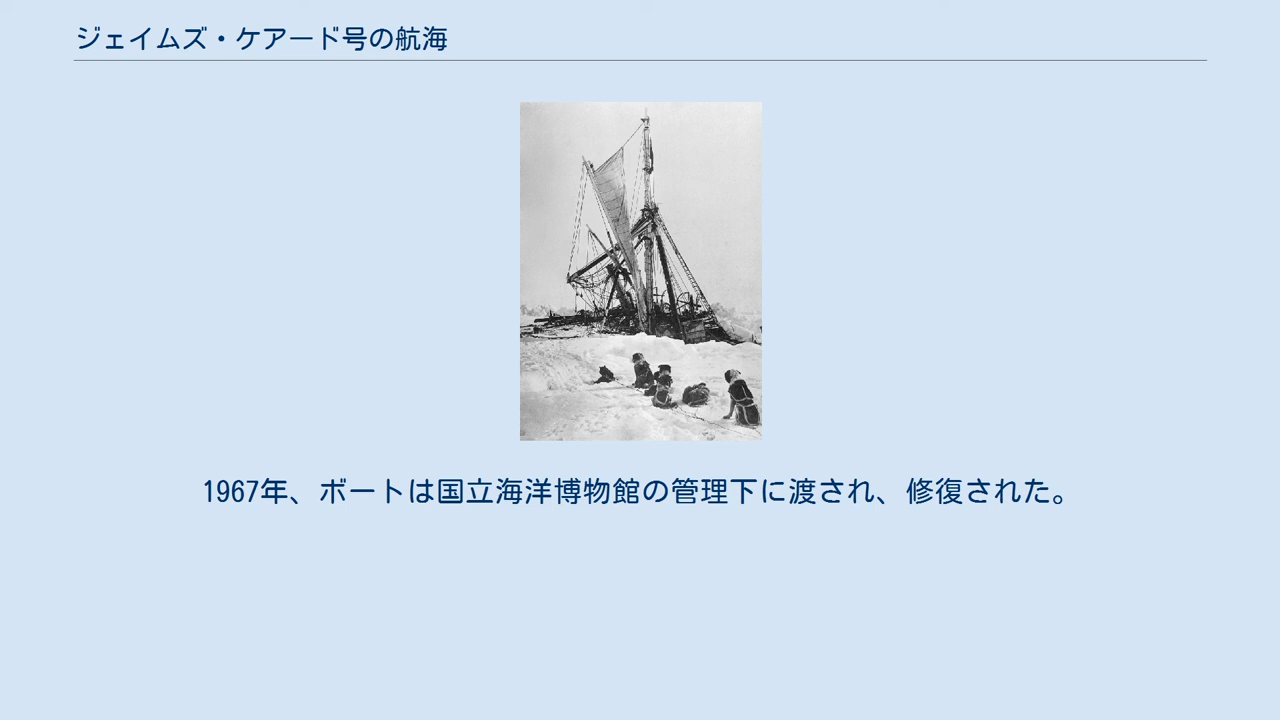 ジェイムズ・ケアード号の航海
1967年、ボートは国立海洋博物館の管理下に渡され、修復された。